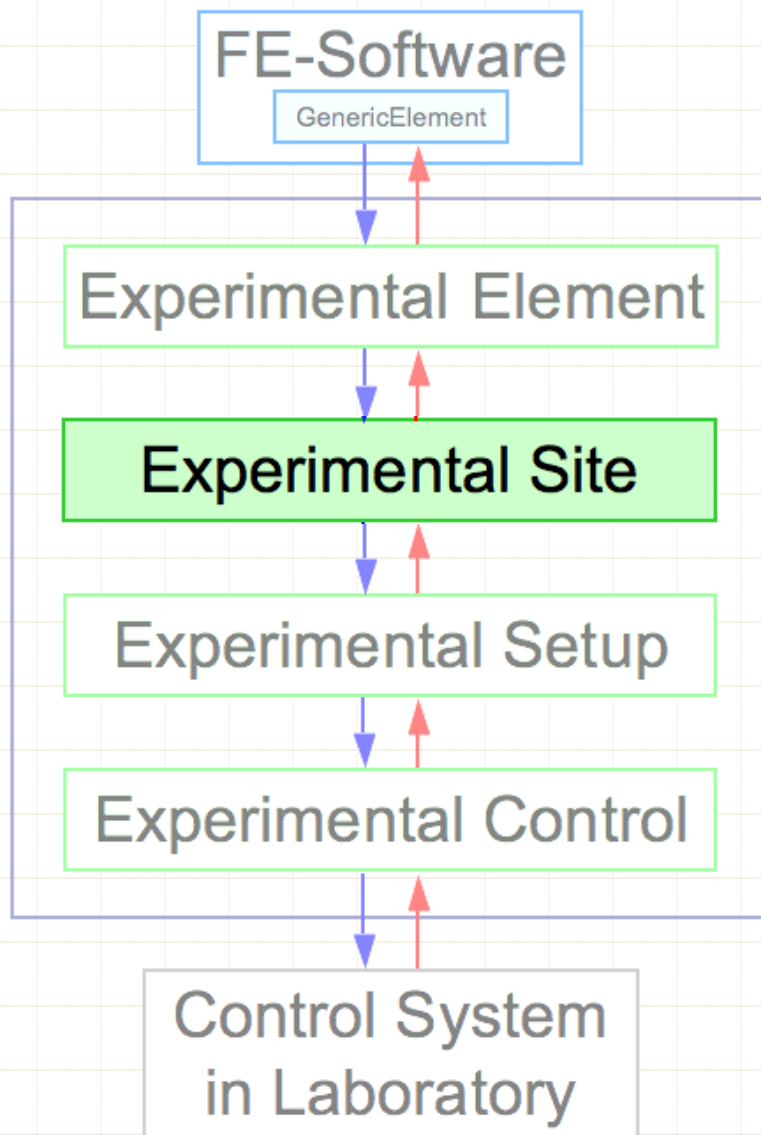 FE-Software
GenericElement
Experimental Element
Experimental Site
Experimental Setup
Experimental Control
Control System
in Laboratory